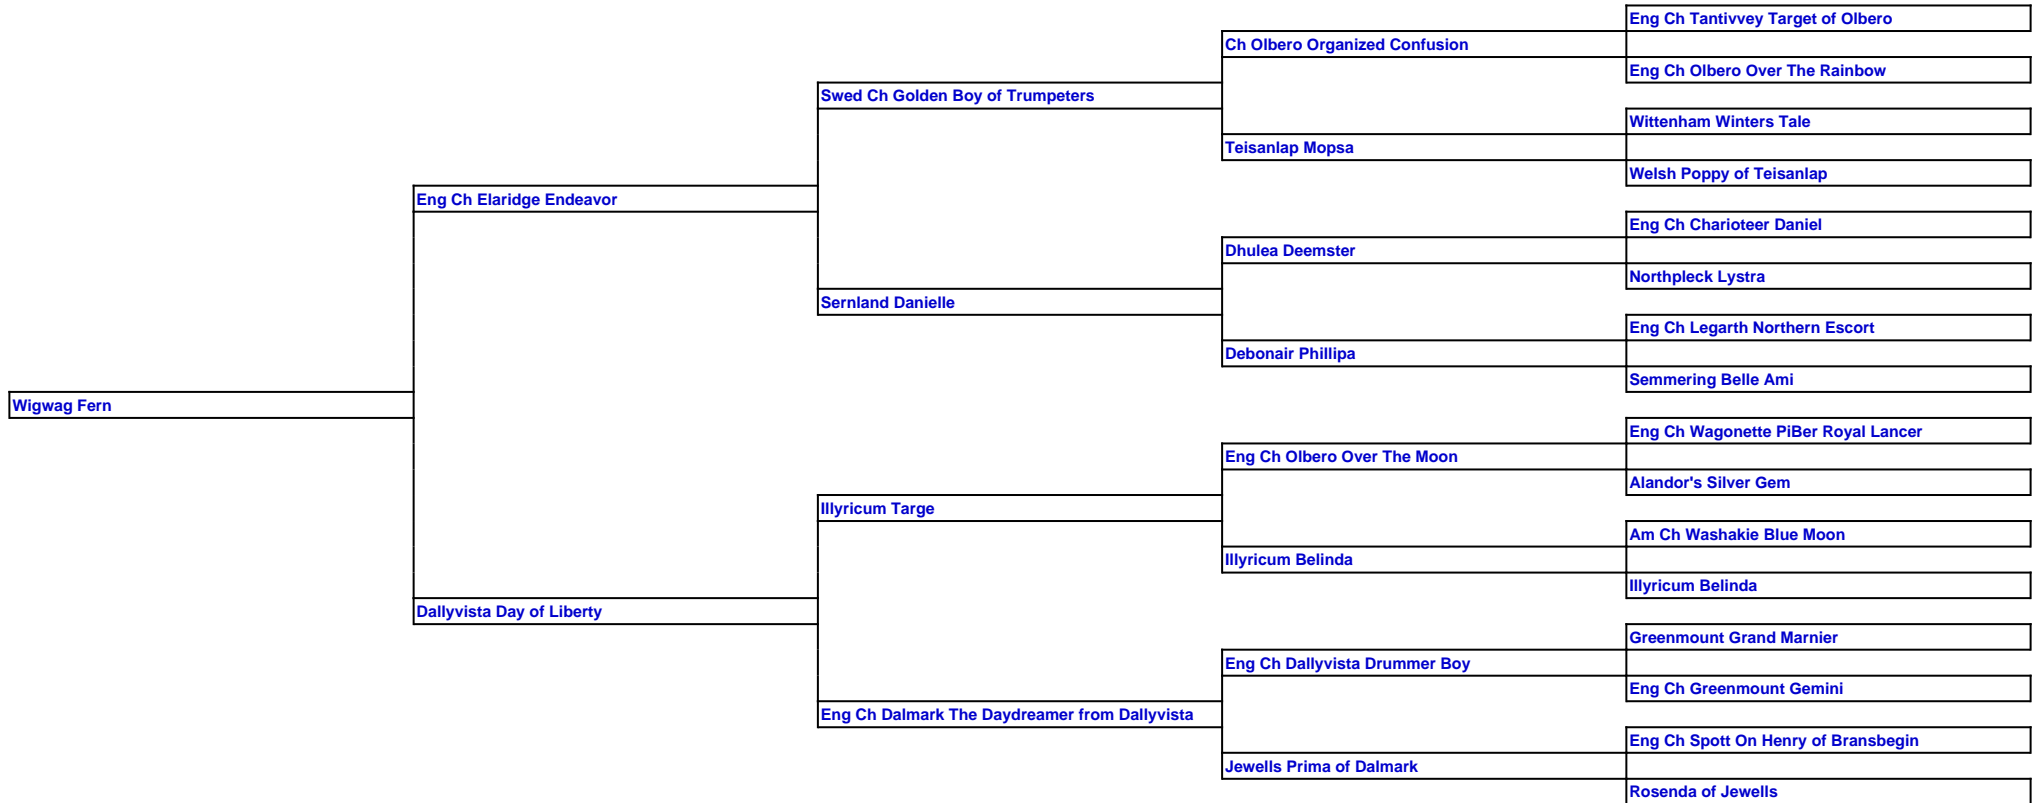 Eng Ch Tantivvey Target of Olbero
Ch Olbero Organized Confusion
Eng Ch Olbero Over The Rainbow
Swed Ch Golden Boy of Trumpeters
Wittenham Winters Tale
Teisanlap Mopsa
Welsh Poppy of Teisanlap
Eng Ch Elaridge Endeavor
Eng Ch Charioteer Daniel
Dhulea Deemster
Northpleck Lystra
Sernland Danielle
Eng Ch Legarth Northern Escort
Debonair Phillipa
Semmering Belle Ami
Wigwag Fern
Eng Ch Wagonette PiBer Royal Lancer
Eng Ch Olbero Over The Moon
Alandor's Silver Gem
Illyricum Targe
Am Ch Washakie Blue Moon
Illyricum Belinda
Illyricum Belinda
Dallyvista Day of Liberty
Greenmount Grand Marnier
Eng Ch Dallyvista Drummer Boy
Eng Ch Greenmount Gemini
Eng Ch Dalmark The Daydreamer from Dallyvista
Eng Ch Spott On Henry of Bransbegin
Jewells Prima of Dalmark
Rosenda of Jewells